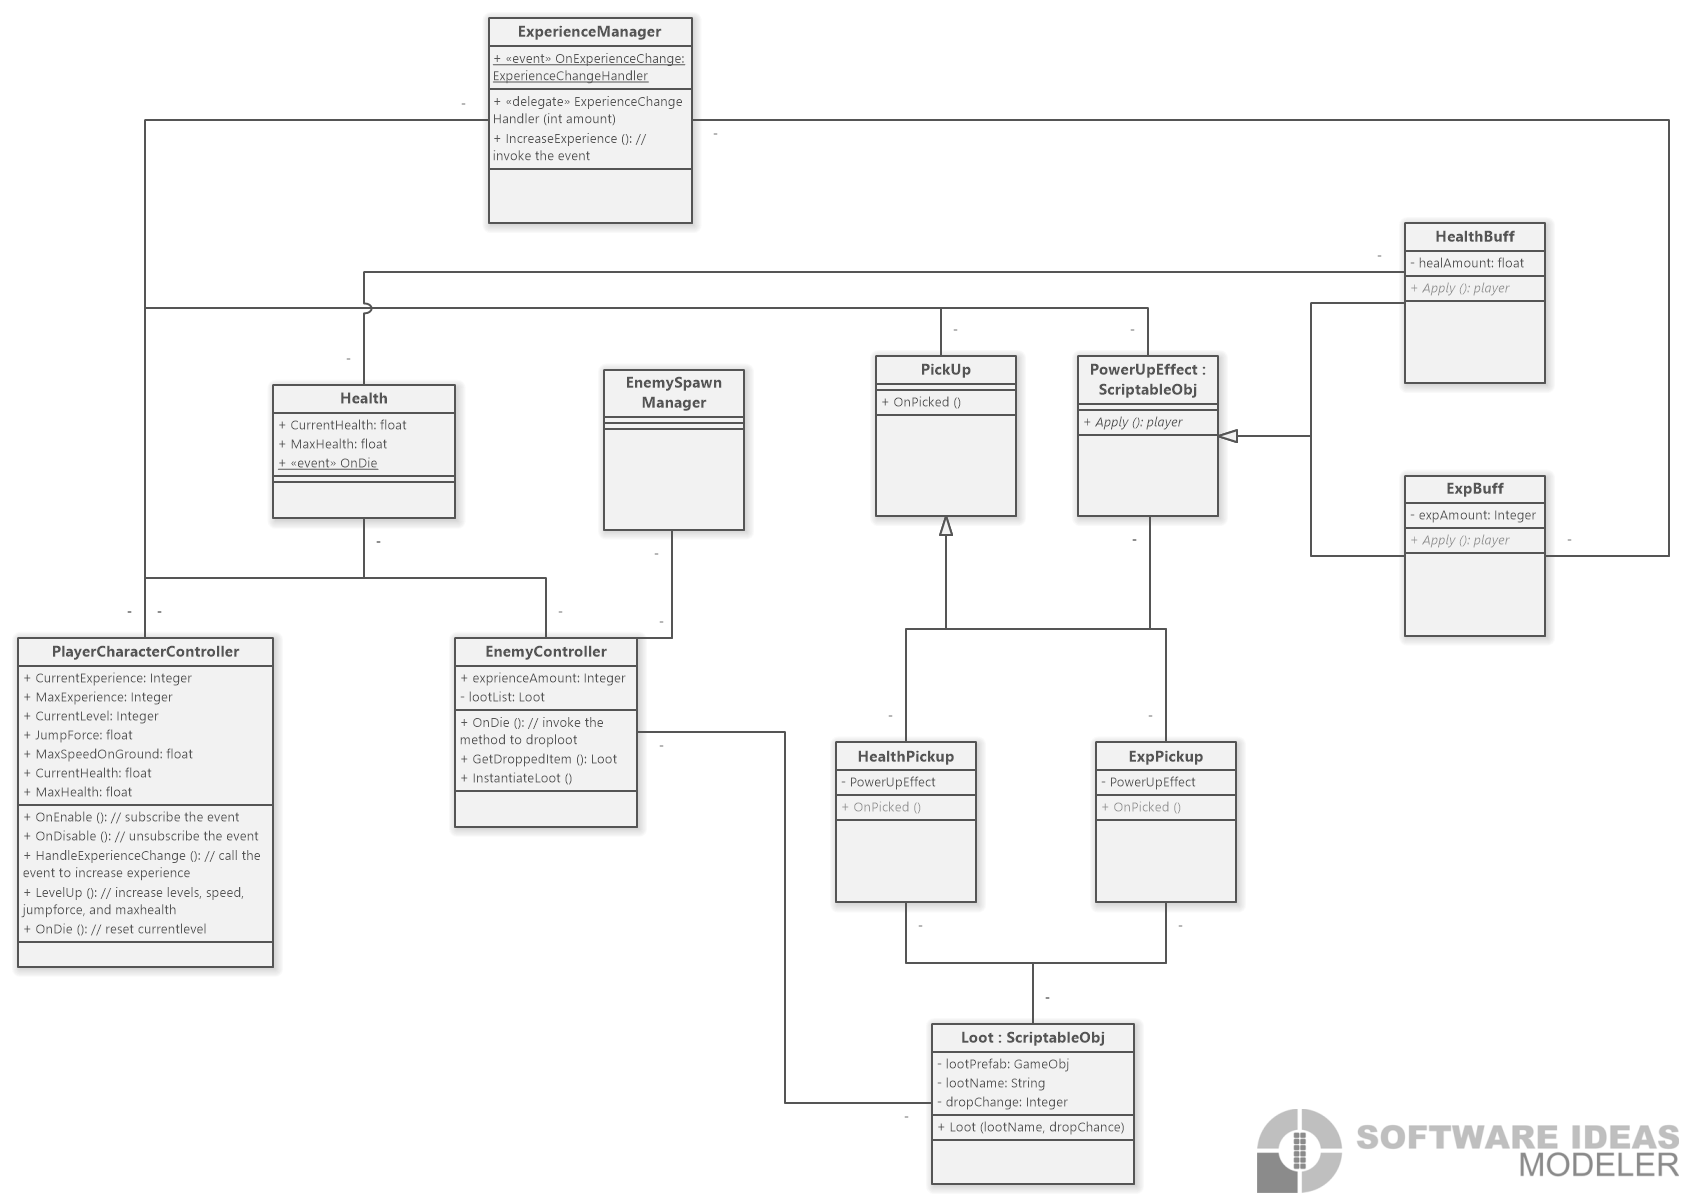 ExperienceManager
+ «event» OnExperienceChange:
ExperienceChangeHandler
+ «delegate» ExperienceChange
Handler (int amount)
+ IncreaseExperience (): //
invoke the event
HealthBuff
- healAmount: float
+ Apply (): player
Health
+ CurrentHealth: float
+ MaxHealth: float
+ «event» OnDie
EnemySpawn
Manager
PickUp
+ OnPicked ()
PowerUpEffect :
ScriptableObj
+ Apply (): player
ExpBuff
- expAmount: Integer
+ Apply (): player
PlayerCharacterController
+ CurrentExperience: Integer
+ MaxExperience: Integer
+ CurrentLevel: Integer
+ JumpForce: float
+ MaxSpeedOnGround: float
+ CurrentHealth: float
+ MaxHealth: float
+ OnEnable (): // subscribe the event
+ OnDisable (): // unsubscribe the event
+ HandleExperienceChange (): // call the
event to increase experience
+ LevelUp (): // increase levels, speed,
jumpforce, and maxhealth
+ OnDie (): // reset currentlevel
EnemyController
+ exprienceAmount: Integer
- lootList: Loot
+ OnDie (): // invoke the
method to droploot
+ GetDroppedItem (): Loot
+ InstantiateLoot ()
HealthPickup
- PowerUpEffect
+ OnPicked ()
ExpPickup
- PowerUpEffect
+ OnPicked ()
Loot : ScriptableObj
- lootPrefab: GameObj
- lootName: String
- dropChange: Integer
+ Loot (lootName, dropChance)
SOFTWARE IDEAS
MODELER